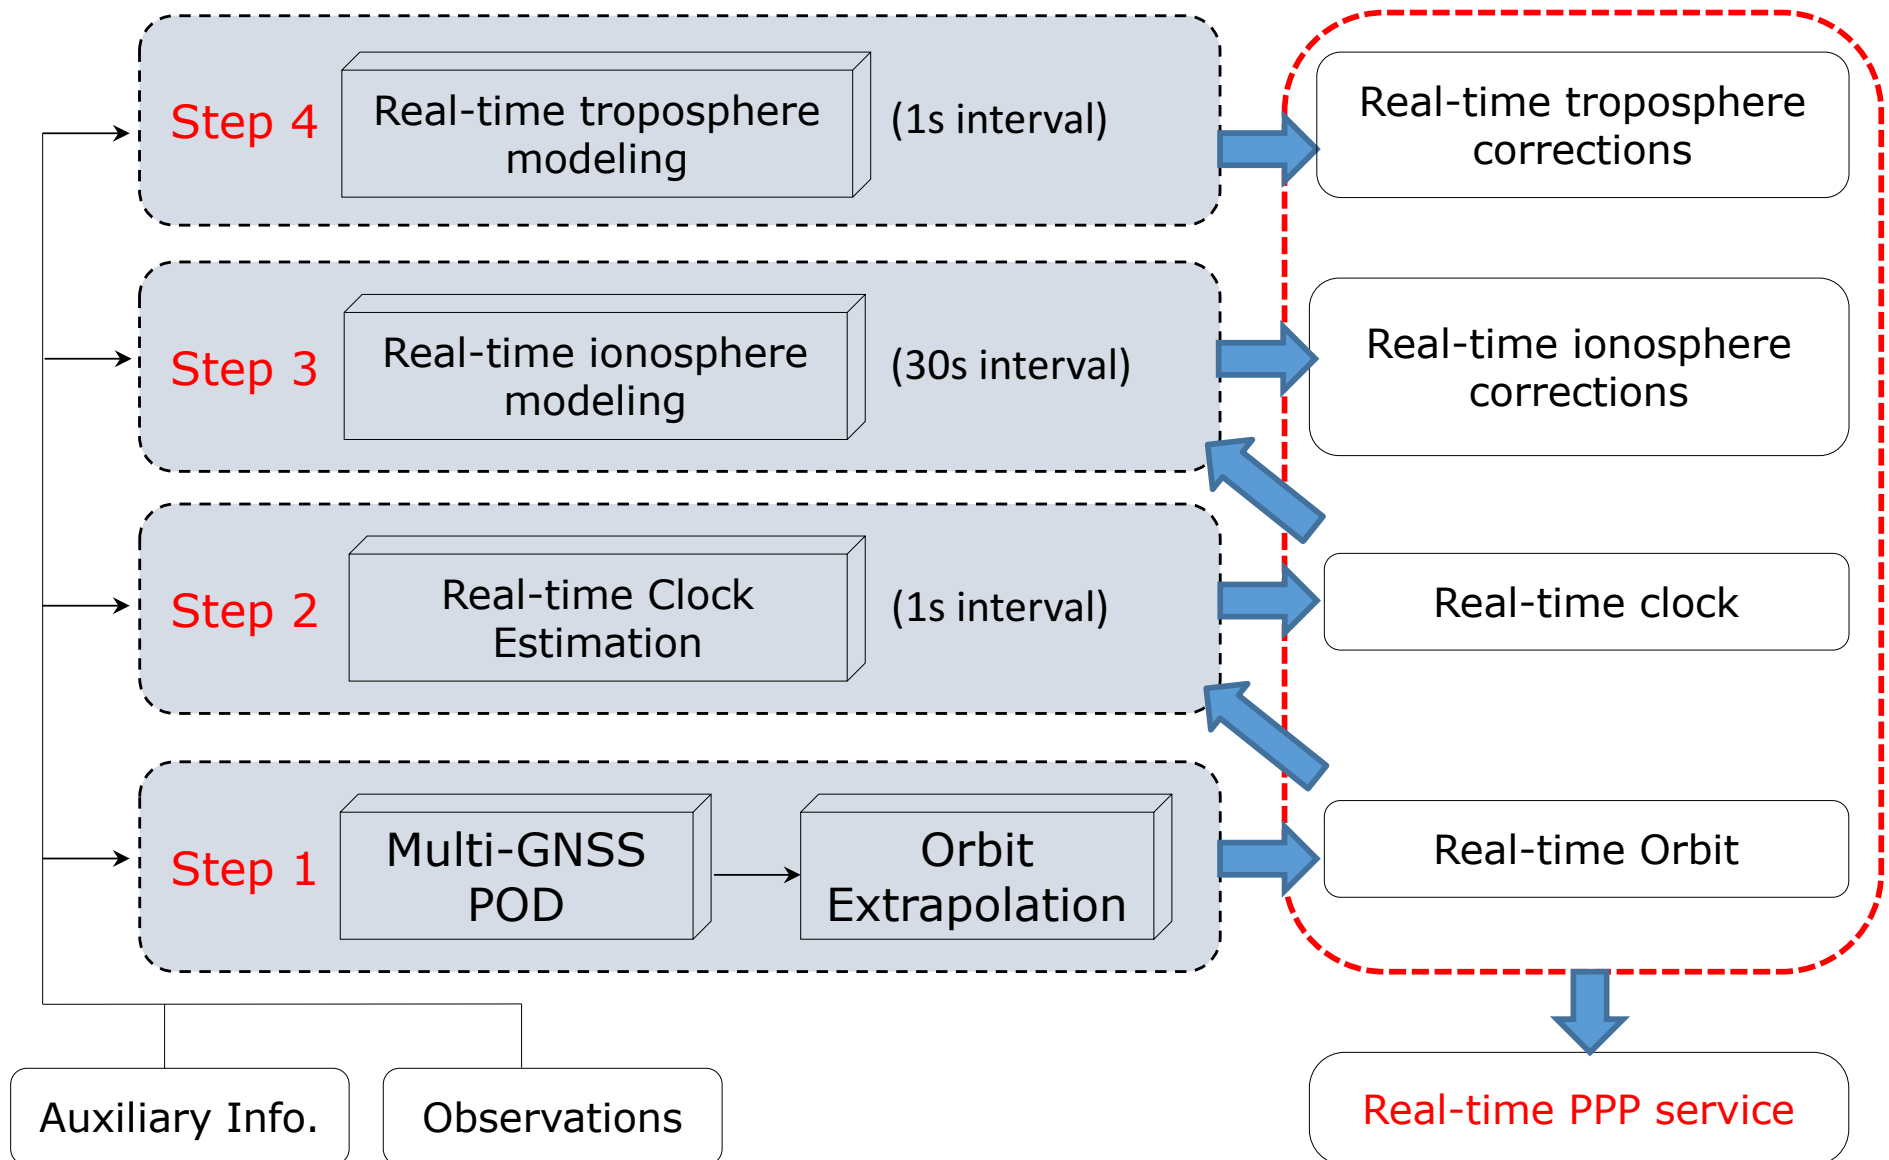 Step 4
Real-time troposphere
modeling
(1s interval)
Real-time troposphere
corrections
Step 3
Real-time ionosphere
modeling
(30s interval)
Real-time ionosphere
corrections
Step 2
Real-time Clock
Estimation
(1s interval)
Real-time clock
Step 1
Multi-GNSS
POD
Orbit
Extrapolation
Real-time Orbit
Auxiliary Info.
Observations
Real-time PPP service